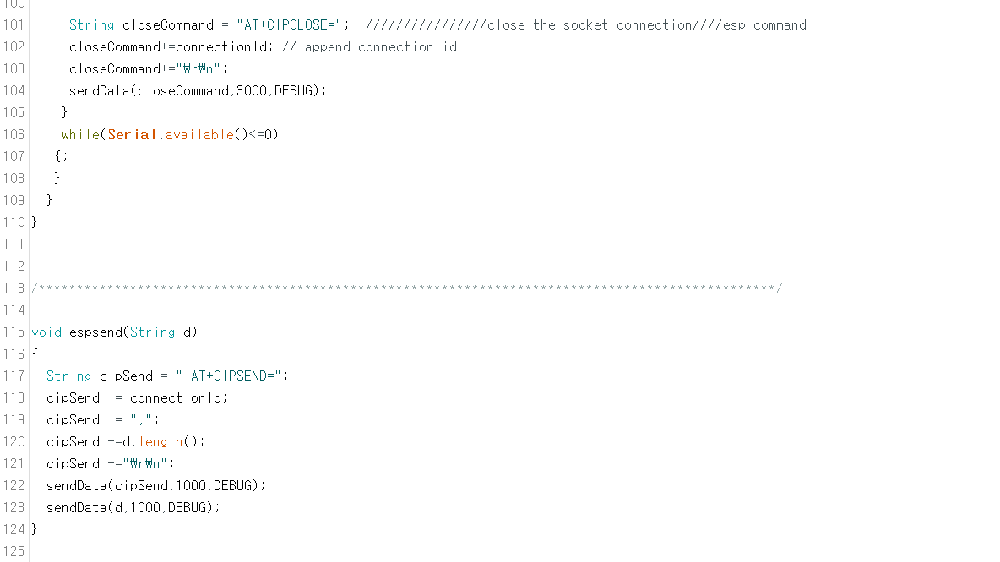 101 String closeCommand = "AT+CIPCLOSE="; ////////////////close the socket connection////esp command
102 closeCommand+=connectionId; // append connection id
103 closeCommand+="₩r₩n";
104 sendData(closeCommand,3000,DEBUG);
105 }
106 while(Serial.available()<=0)
107 {;
108 }
109 }
110 }
111
112
113 /*************************************************************************************************/
114
115 void espsend(String d)
116 {
117 String cipSend = " AT+CIPSEND=";
118 cipSend += connectionId;
119 cipSend += ",";
120 cipSend +=d.length();
121 cipSend +="₩r₩n";
122 sendData(cipSend,1000,DEBUG);
123 sendData(d,1000,DEBUG);
124 }
125